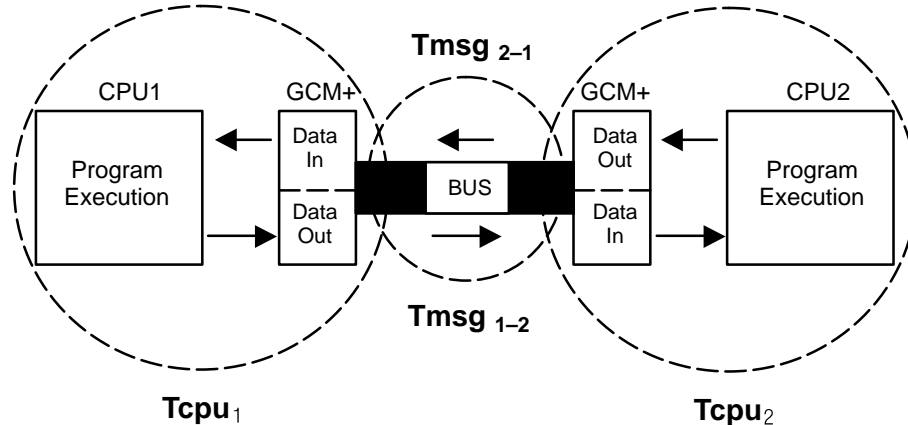 Tmsg 2–1
CPU1
GCM+
GCM+
CPU2
Program
Execution
Data
In
Data
Out
BUS
Data
Out
Data
In
Program
Execution
Tmsg 1–2
Tcpu1
Tcpu2